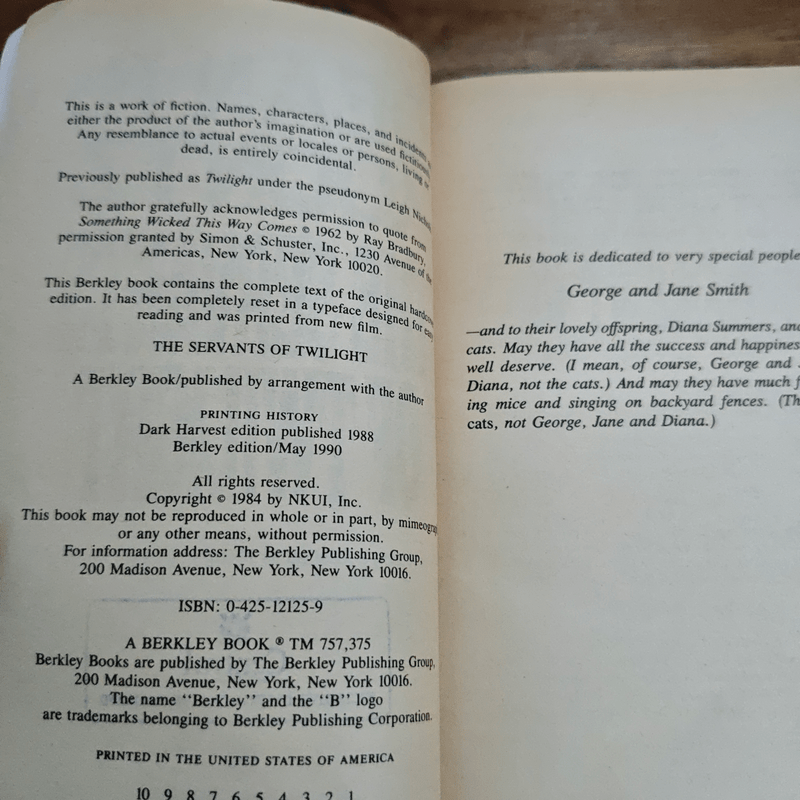 This is a work of fiction. Names, characters, places, and incidents
either the product of the author's imagination or are used fictitiously
Any resemblance to actual events or locales or persons, living
dead, is entirely coincidental.
Previously published as Twilight under the pseudonym Leigh
The author gratefully acknowledges permission to quote from
Something Wicked This Way Comes © 1962 by Ray Bradbury,
permission granted by Simon & Schuster, Inc., 1230 Avenue of the
Americas, New York, New York 10020.
This Berkley book contains the complete text of the original
edition. It has been completely reset in a typeface designed for
reading and was printed from new film.
THE SERVANTS OF TWILIGHT
A Berkley Book/published by arrangement with the author
PRINTING HISTORY
Dark Harvest edition published 1988
Berkley edition/May 1990
All rights reserved.
Copyright © 1984 by NKUI, Inc.
This book may not be reproduced in whole or in part, by
or any other means, without permission.
For information address: The Berkley Publishing Group,
200 Madison Avenue, New York, New York 10016.
ISBN: 0-425-12125-9
A BERKLEY BOOK ® TM 757,375
Berkley Books are published by The Berkley Publishing Group,
200 Madison Avenue, New York, New York 10016.
The name "Berkley" and the "B" logo
are trademarks belonging to Berkley Publishing Corporation.
PRINTED IN THE UNITED STATES OF AMERICA
10 9 8 7 6 5 4 3 2 1
This book is dedicated to very special people
George and Jane Smith
—and to their lovely offspring, Diana Summers, and
cats. May they have all the success and happiness
well deserve. (I mean, of course, George and
Diana, not the cats.) And may they have much
ing mice and singing on backyard fences.
cats, not George, Jane and Diana.)